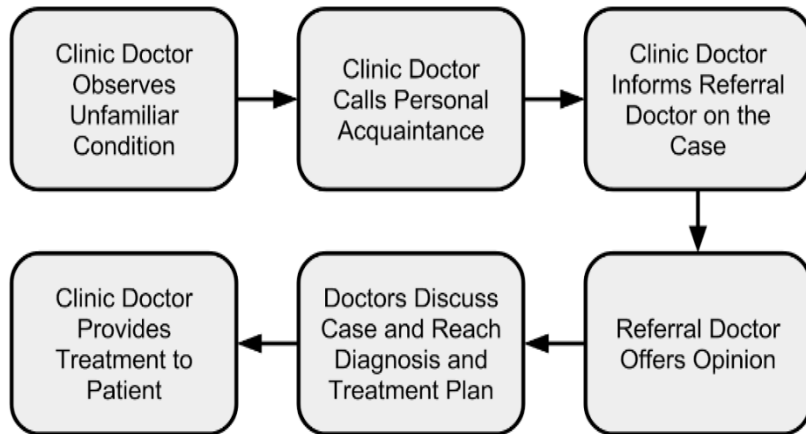 Clinic Doctor
Observes
Unfamiliar
Condition
Clinic Doctor
Calls Personal
Acquaintance
Clinic Doctor
Informs Referral
Doctor on the
Case
Referral Doctor
Offers Opinion
Doctors Discuss
Case and Reach
Diagnosis and
Treatment Plan
Clinic Doctor
Provides
Treatment to
Patient